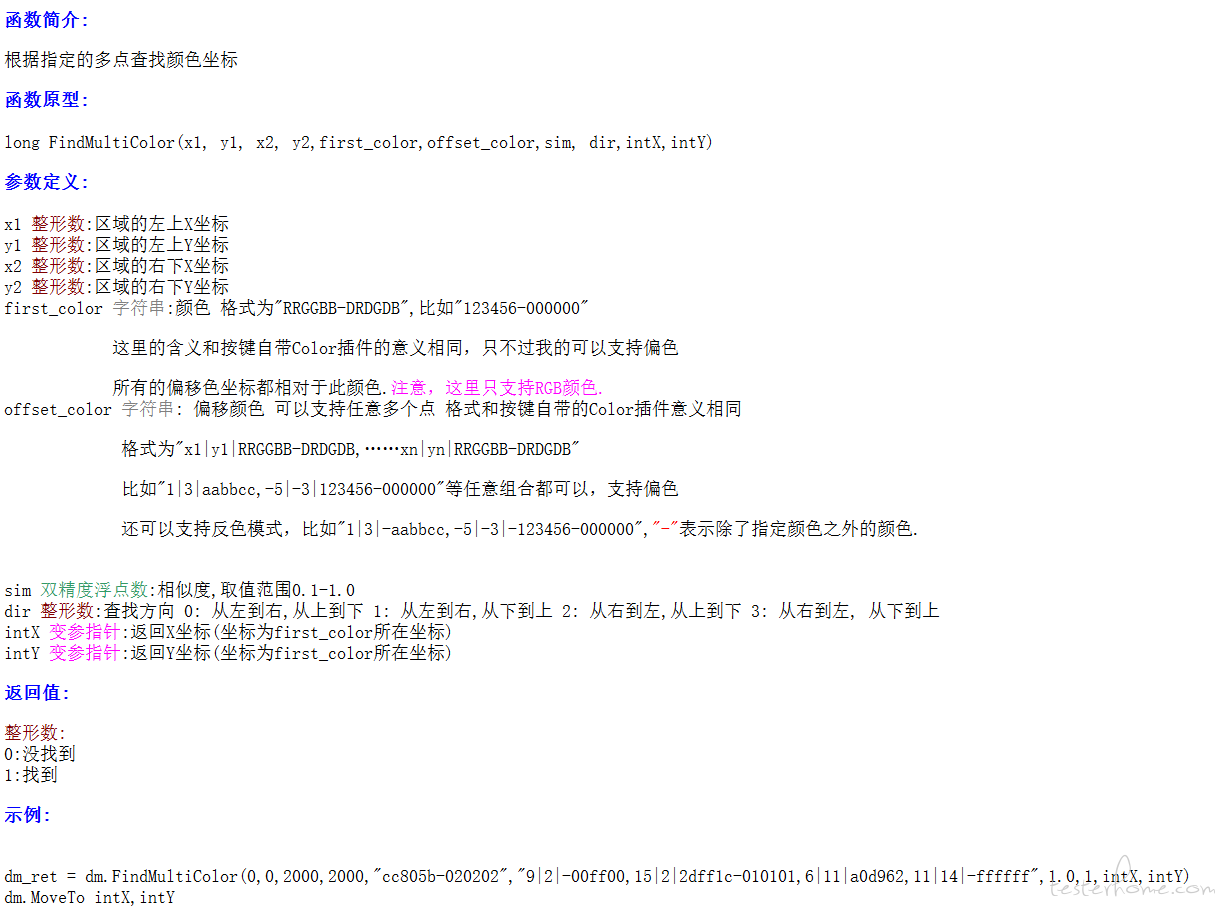 函数简介:
根据指定的多点查找颜色坐标
函数原型:
long FindMultiColor(x1, y1, x2, y2,first_color,offset_color,sim, dir,intX,intY)
参数定义:
x1 整形数:区域的左上X坐标
y1 整形数:区域的左上Y坐标
x2 整形数:区域的右下X坐标
y2 整形数:区域的右下Y坐标
first_color 字符串:颜色 格式为"RRGGBB-DRDGDB",比如"123456-000000"
这里的含义和按键自带Color插件的意义相同，只不过我的可以支持偏色
所有的偏移色坐标都相对于此颜色.注意，这里只支持RGB颜色.
offset_color 字符串: 偏移颜色 可以支持任意多个点 格式和按键自带的Color插件意义相同
格式为"x1|y1|RRGGBB-DRDGDB,……xn|yn|RRGGBB-DRDGDB"
比如"1|3|aabbcc,-5|-3|123456-000000"等任意组合都可以，支持偏色
还可以支持反色模式，比如"1|3|-aabbcc,-5|-3|-123456-000000","-"表示除了指定颜色之外的颜色.
sim 双精度浮点数:相似度,取值范围0.1-1.0
dir 整形数:查找方向 0: 从左到右,从上到下 1: 从左到右,从下到上 2: 从右到左,从上到下 3: 从右到左, 从下到上
intX 变参指针:返回X坐标(坐标为first_color所在坐标)
intY 变参指针:返回Y坐标(坐标为first_color所在坐标)
返回值:
整形数:
0:没找到
1:找到
示例:
dm_ret = dm.FindMultiColor(0,0,2000,2000,"cc805b-020202","9|2|-00ff00,15|2|2dff1c-010101,6|11|a0d962,11|14|-ffffff",1.0,1,intX,intY)
dm.MoveTo intX,intY
testerhome.com